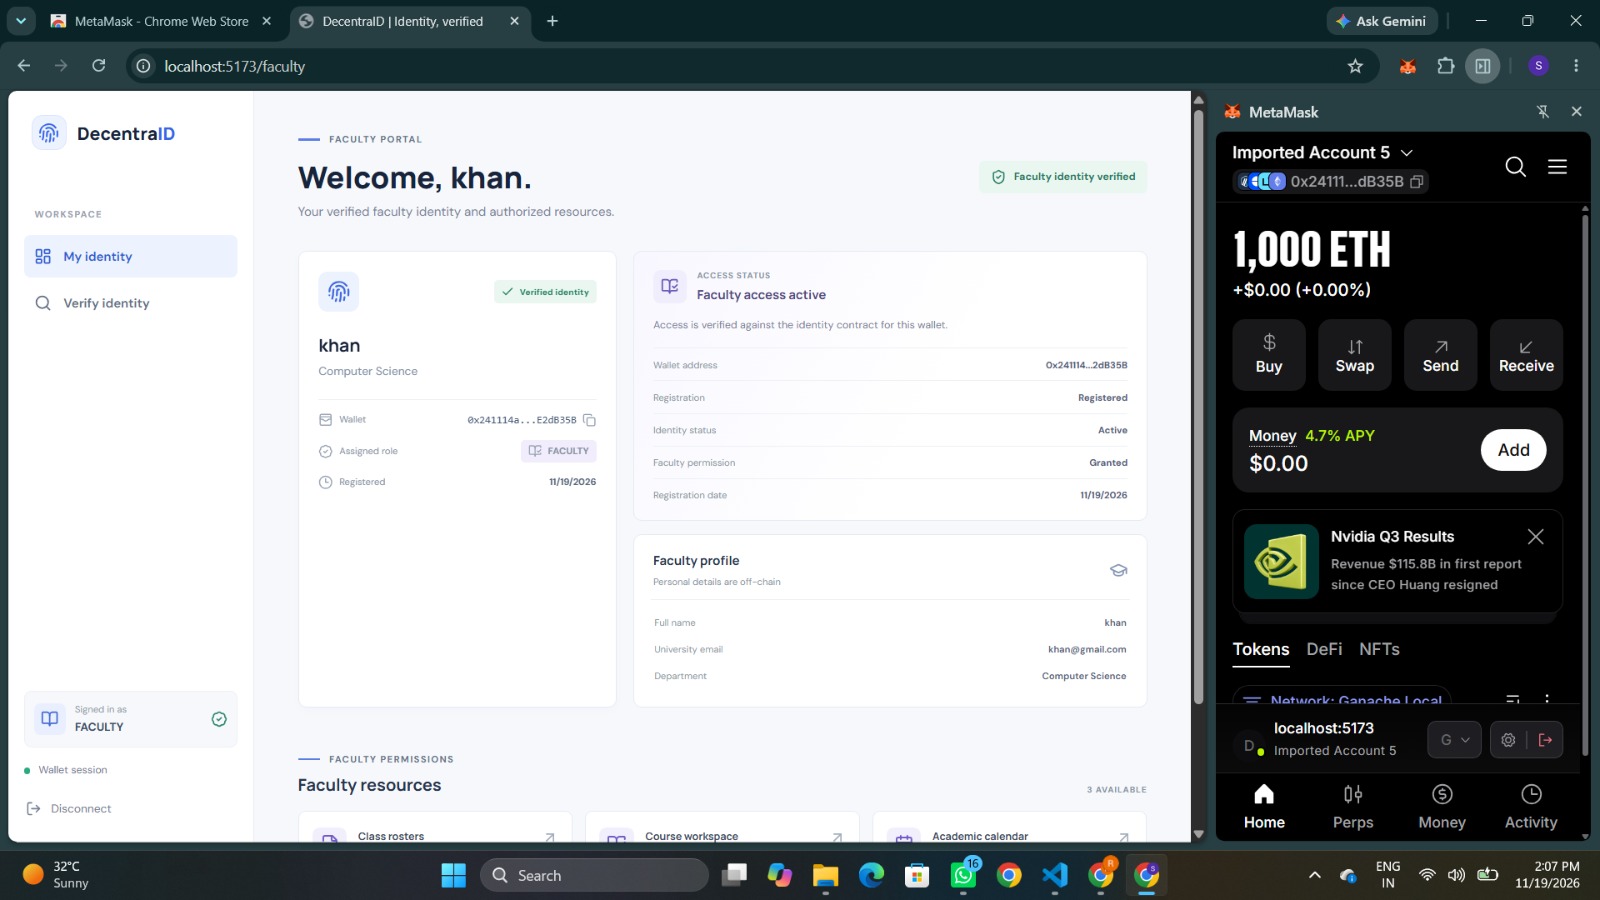 MetaMask - Chrome Web Store
DecentraID | Identity, verified
Ask Gemini
localhost:5173/faculty
S
DecentraID
WORKSPACE
My identity
Verify identity
Signed in as
FACULTY
Wallet session
Disconnect
FACULTY PORTAL
Welcome, khan.
Your verified faculty identity and authorized resources.
Faculty identity verified
Verified identity
khan
Computer Science
Wallet 0x241114a...E2dB35B
Assigned role FACULTY
Registered 11/19/2026
ACCESS STATUS
Faculty access active
Access is verified against the identity contract for this wallet.
Wallet address 0x241114...2dB35B
Registration Registered
Identity status Active
Faculty permission Granted
Registration date 11/19/2026
Faculty profile
Personal details are off-chain
Full name khan
University email khan@gmail.com
Department Computer Science
FACULTY PERMISSIONS
Faculty resources
3 AVAILABLE
Class rosters
Course workspace
Academic calendar
MetaMask
Imported Account 5
0x24111...dB35B
1,000 ETH
+$0.00 (+0.00%)
Buy
Swap
Send
Receive
Money 4.7% APY
$0.00
Add
Nvidia Q3 Results
Revenue $115.8B in first report
since CEO Huang resigned
Tokens DeFi NFTs
Network: Ganache Local
D
localhost:5173
Imported Account 5
G
Home
Perps
Money
Activity
32°C
Sunny
Search
16
R
S
ENG
IN
2:07 PM
11/19/2026